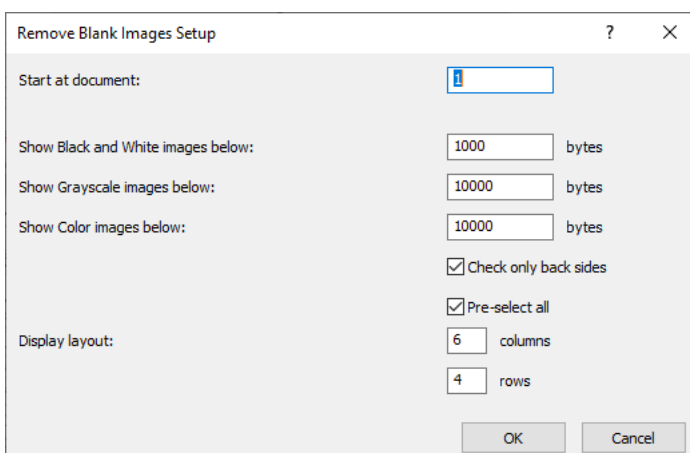 Remove Blank Images Setup ?
Start at document: 1
Show Black and White images below: 1000 bytes
Show Grayscale images below: 10000 bytes
Show Color images below: 10000 bytes
Check only back sides
Pre-select all
Display layout: 6 columns
4 rows
OK Cancel